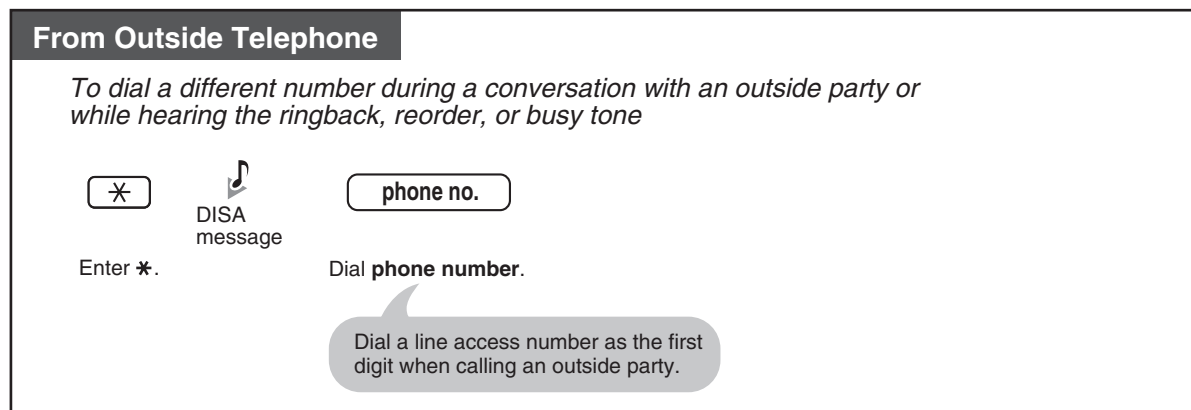 From Outside Telephone
To dial a different number during a conversation with an outside party or
while hearing the ringback, reorder, or busy tone
phone no.
DISA
message
Enter *.
Dial phone number.
Dial a line access number as the first
digit when calling an outside party.